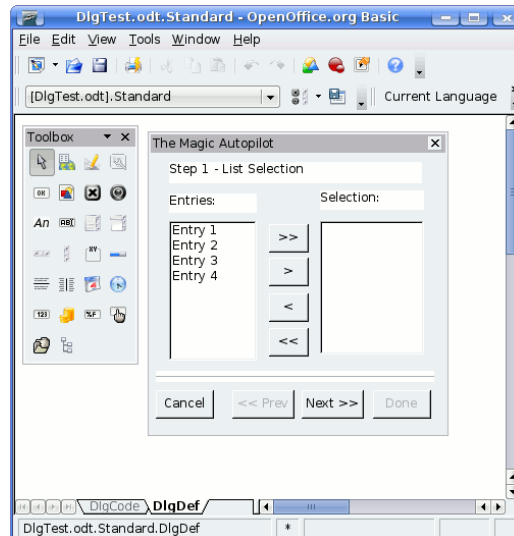 DlgTest.odt.Standard - OpenOffice.org Basic
File Edit View Tools Window Help
[DlgTest.odt].Standard Current Language
Toolbox
The Magic Autopilot
Step 1 - List Selection
Entries: Selection:
Entry 1
Entry 2
Entry 3
Entry 4
>>
>
<
<<
Cancel << Prev Next >> Done
DlgCode DlgDef
DlgTest.odt.Standard.DlgDef *